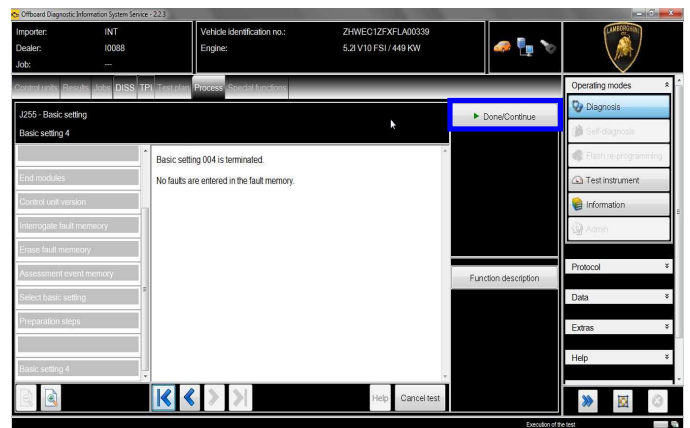 Offboard Diagnostic Information System Service - 2.2.3
Importer: INT
Dealer: I0088
Job: ---
Vehicle Identification no.: ZHWEC1ZFXFLA00339
Engine: 5.2l V10 FSI / 449 KW
LAMBORGHINI
Control units Results Jobs DISS TPI Test plan Process Special functions
J255 - Basic setting
Basic setting 4
End modules
Control unit version
Interrogate fault memeory
Erase fault memeory
Assessment event memory
Select basic setting
Preparation steps
Basic setting 4
Basic setting 004 is terminated.
No faults are entered in the fault memory.
Help
Cancel test
Done/Continue
Function description
Operating modes
Diagnosis
Self-diagnosis
Flash re-programming
Test instrument
Information
Admin
Protocol
Data
Extras
Help
Execution of the test